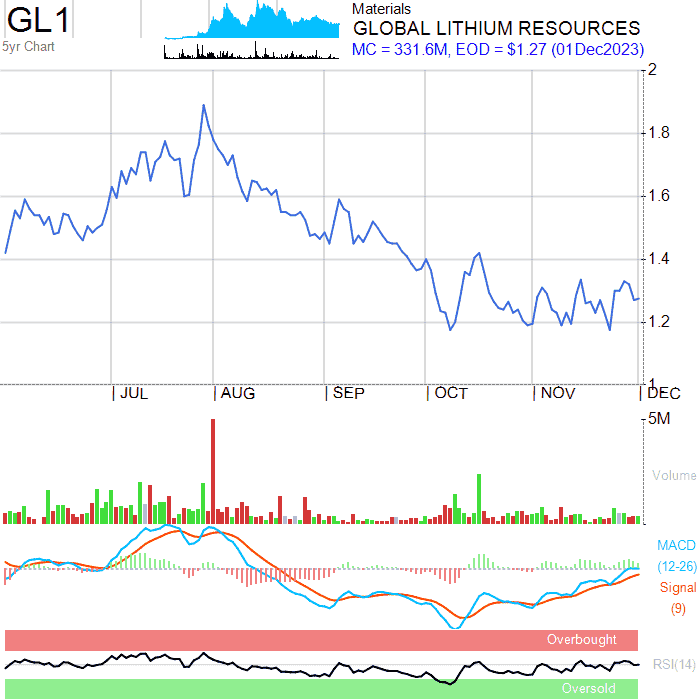 GL1
5yr Chart
Materials
GLOBAL LITHIUM RESOURCES
MC = 331.6M, EOD = $1.27 (01Dec2023)
2
1.8
1.6
1.4
1.2
1
JUL AUG SEP OCT NOV DEC
5M
Volume
MACD
(12-26)
Signal
(9)
Overbought
RSI(14)
Oversold